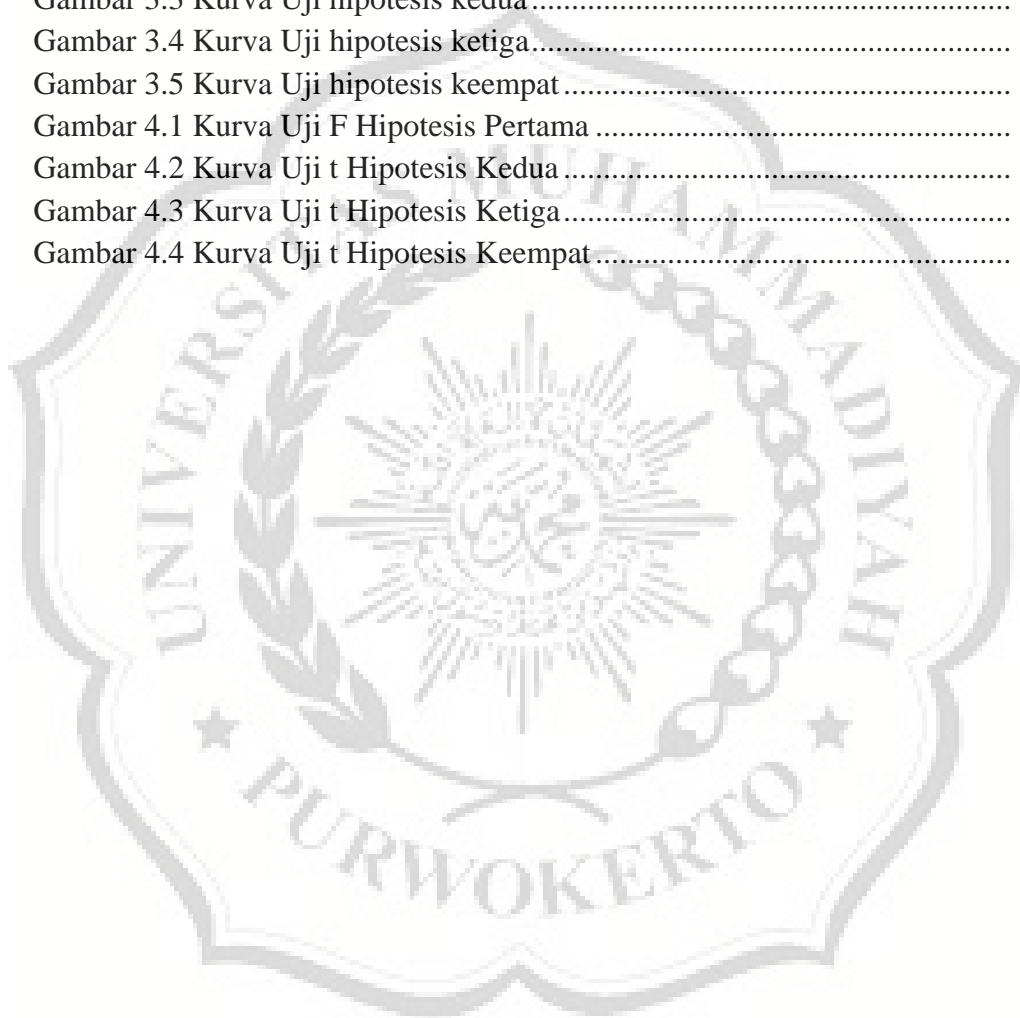 Gambar 3.3 Kurva Uji hipotesis kedua................................................
Gambar 3.4 Kurva Uji hipotesis ketiga................................................
Gambar 3.5 Kurva Uji hipotesis keempat............................................
Gambar 4.1 Kurva Uji F Hipotesis Pertama........................................
Gambar 4.2 Kurva Uji t Hipotesis Kedua............................................
Gambar 4.3 Kurva Uji t Hipotesis Ketiga............................................
Gambar 4.4 Kurva Uji t Hipotesis Keempat........................................
UNIVERSITAS MUHAMMADIYAH
PURWOKERTO